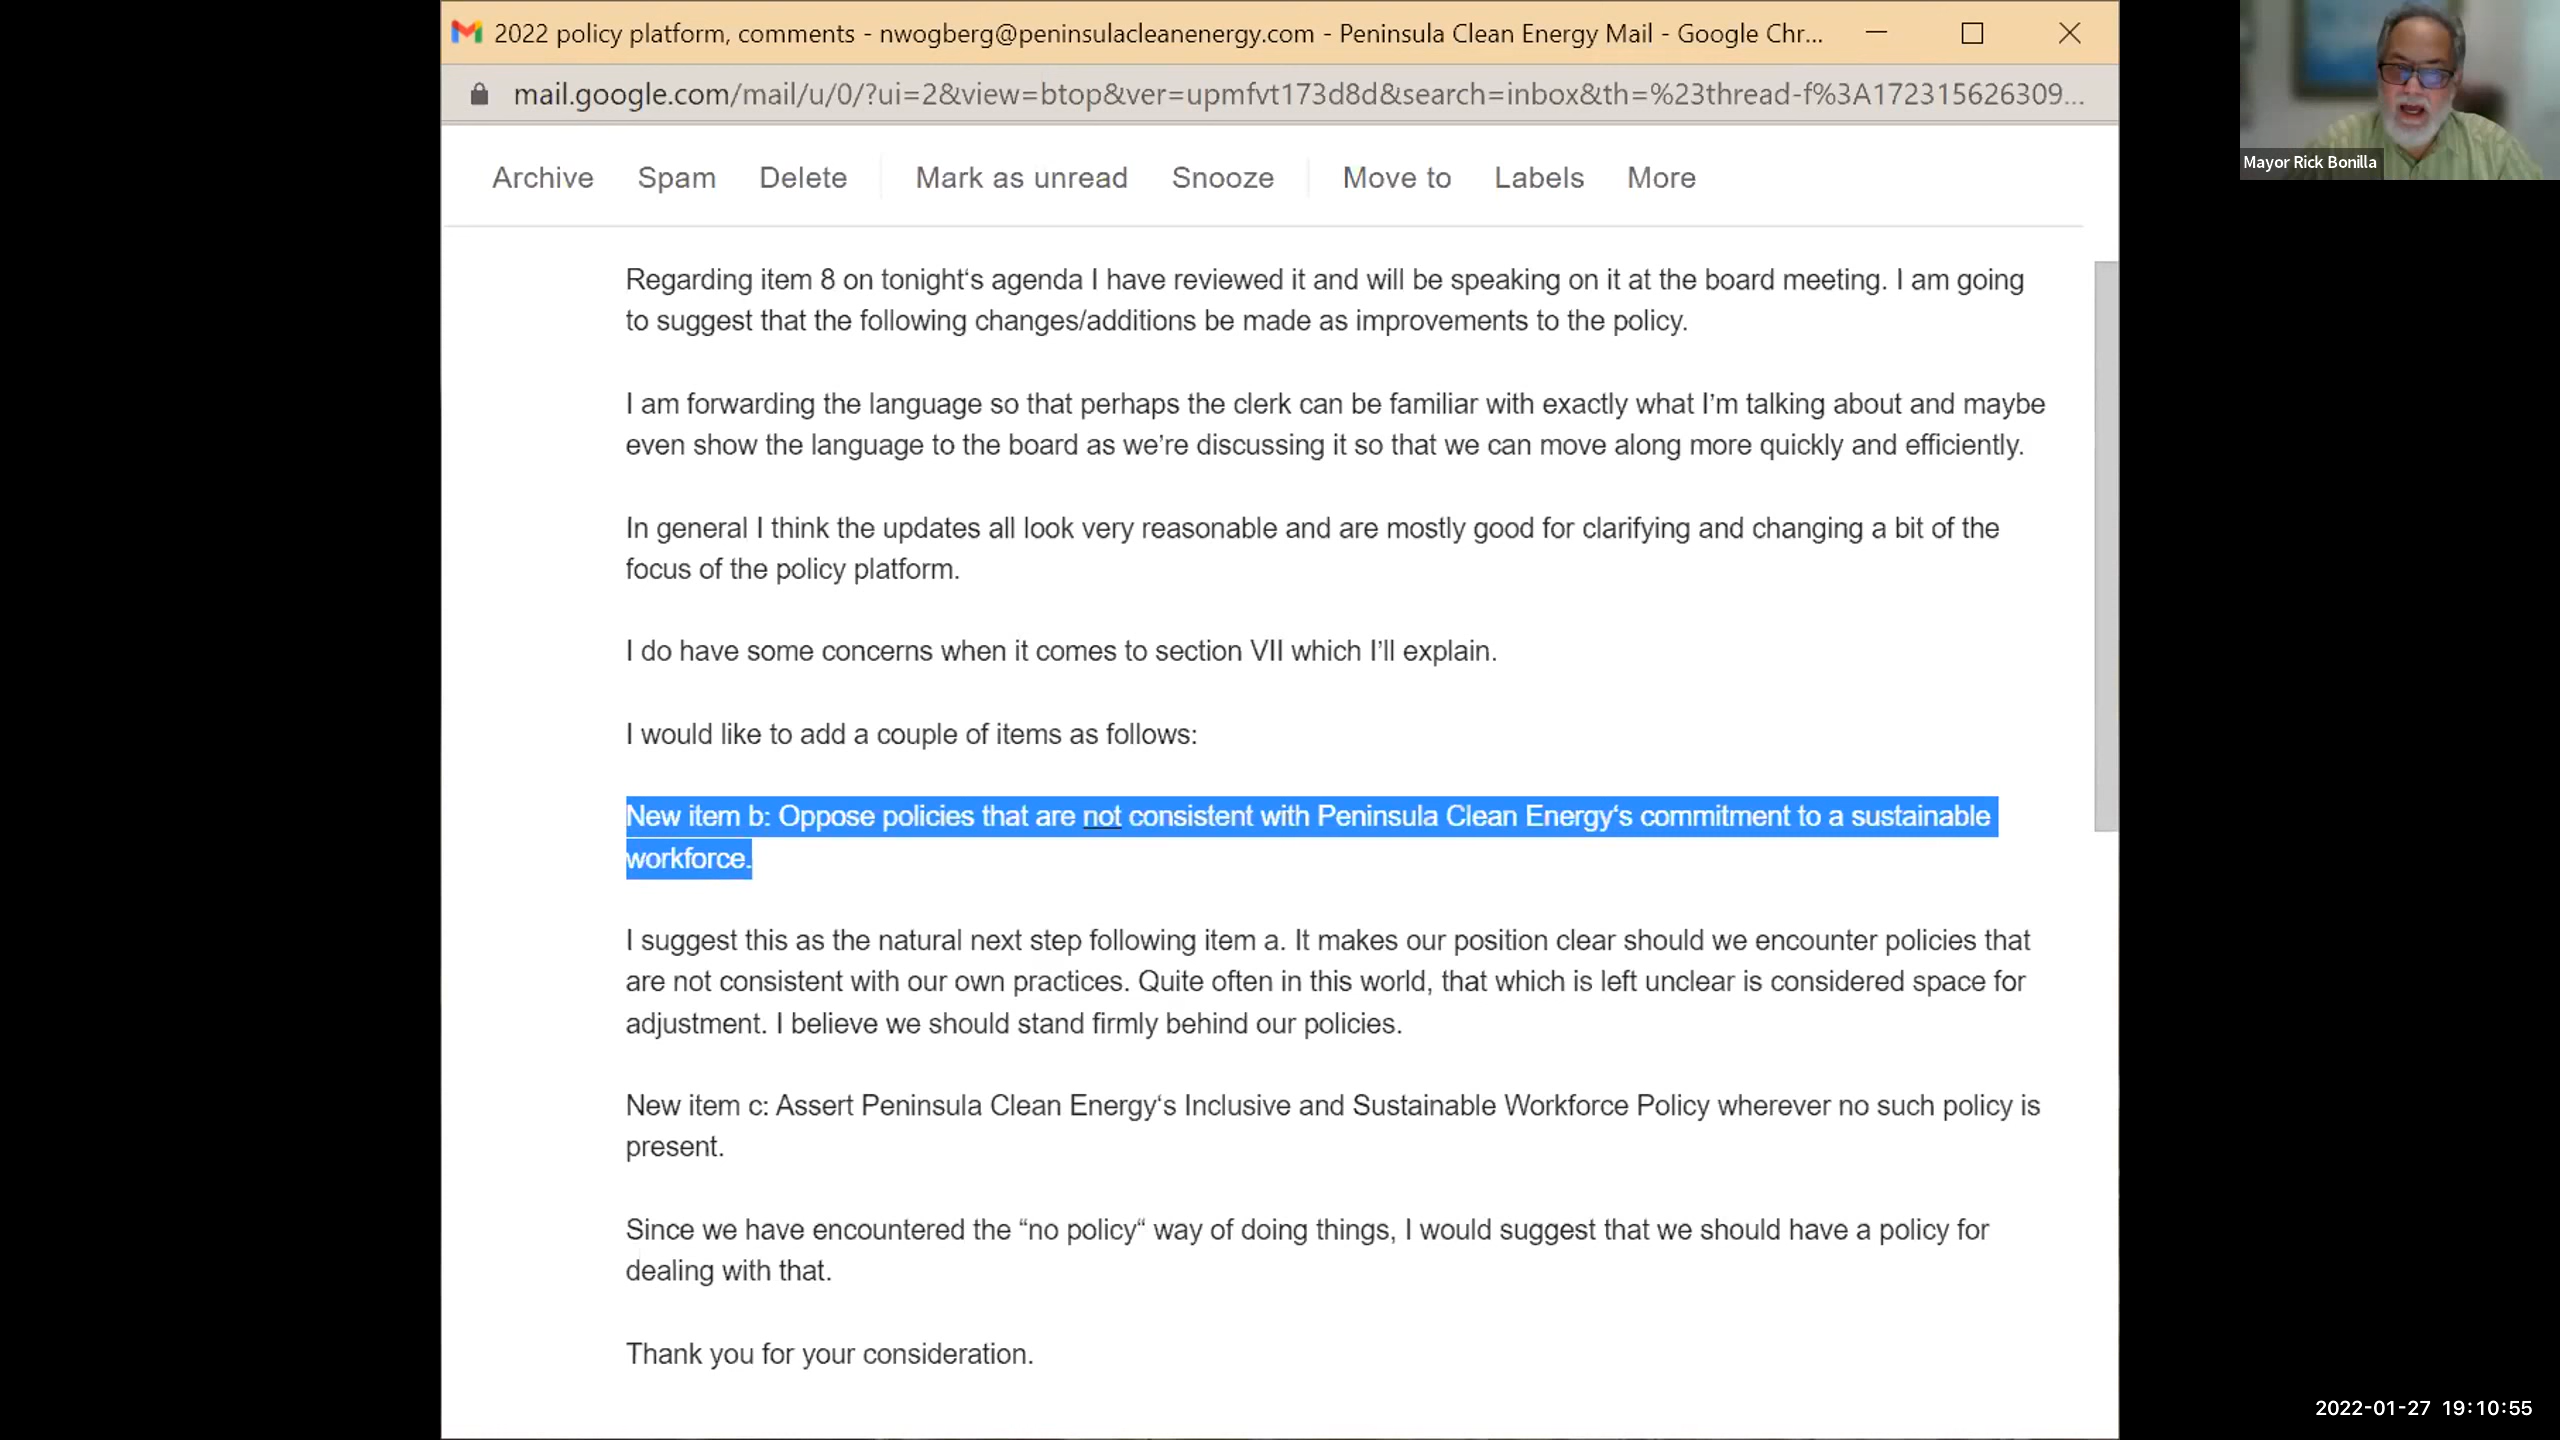 2022 policy platform, comments - nwogberg@peninsulacleanenergy.com - Peninsula Clean Energy Mail - Google Chr...
mail.google.com/mail/u/0/?ui=2&view=btop&ver=upmfvt173d8d&search=inbox&th=%23thread-f%3A172315626309...
Mayor Rick Bonilla
Archive Spam Delete Mark as unread Snooze Move to Labels More
Regarding item 8 on tonight‘s agenda I have reviewed it and will be speaking on it at the board meeting. I am going
to suggest that the following changes/additions be made as improvements to the policy.
I am forwarding the language so that perhaps the clerk can be familiar with exactly what I’m talking about and maybe
even show the language to the board as we’re discussing it so that we can move along more quickly and efficiently.
In general I think the updates all look very reasonable and are mostly good for clarifying and changing a bit of the
focus of the policy platform.
I do have some concerns when it comes to section VII which I’ll explain.
I would like to add a couple of items as follows:
New item b: Oppose policies that are not consistent with Peninsula Clean Energy‘s commitment to a sustainable
workforce.
I suggest this as the natural next step following item a. It makes our position clear should we encounter policies that
are not consistent with our own practices. Quite often in this world, that which is left unclear is considered space for
adjustment. I believe we should stand firmly behind our policies.
New item c: Assert Peninsula Clean Energy‘s Inclusive and Sustainable Workforce Policy wherever no such policy is
present.
Since we have encountered the “no policy“ way of doing things, I would suggest that we should have a policy for
dealing with that.
Thank you for your consideration.
2022-01-27 19:10:55